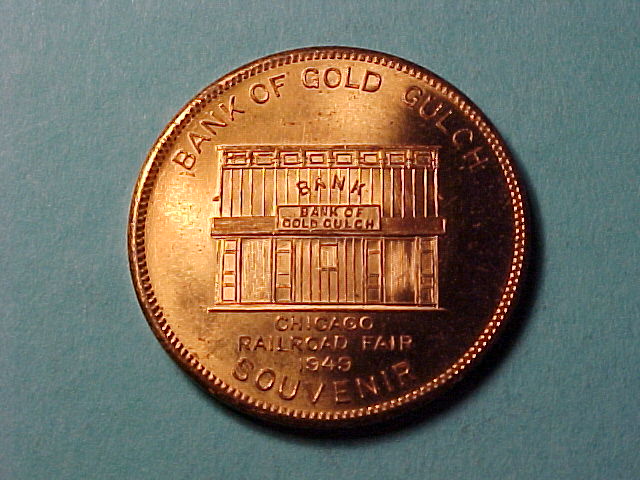 BANK OF GOLD GULCH
BANK
BANK OF
GOLD GULCH
CHICAGO
RAILROAD FAIR
1949
SOUVENIR